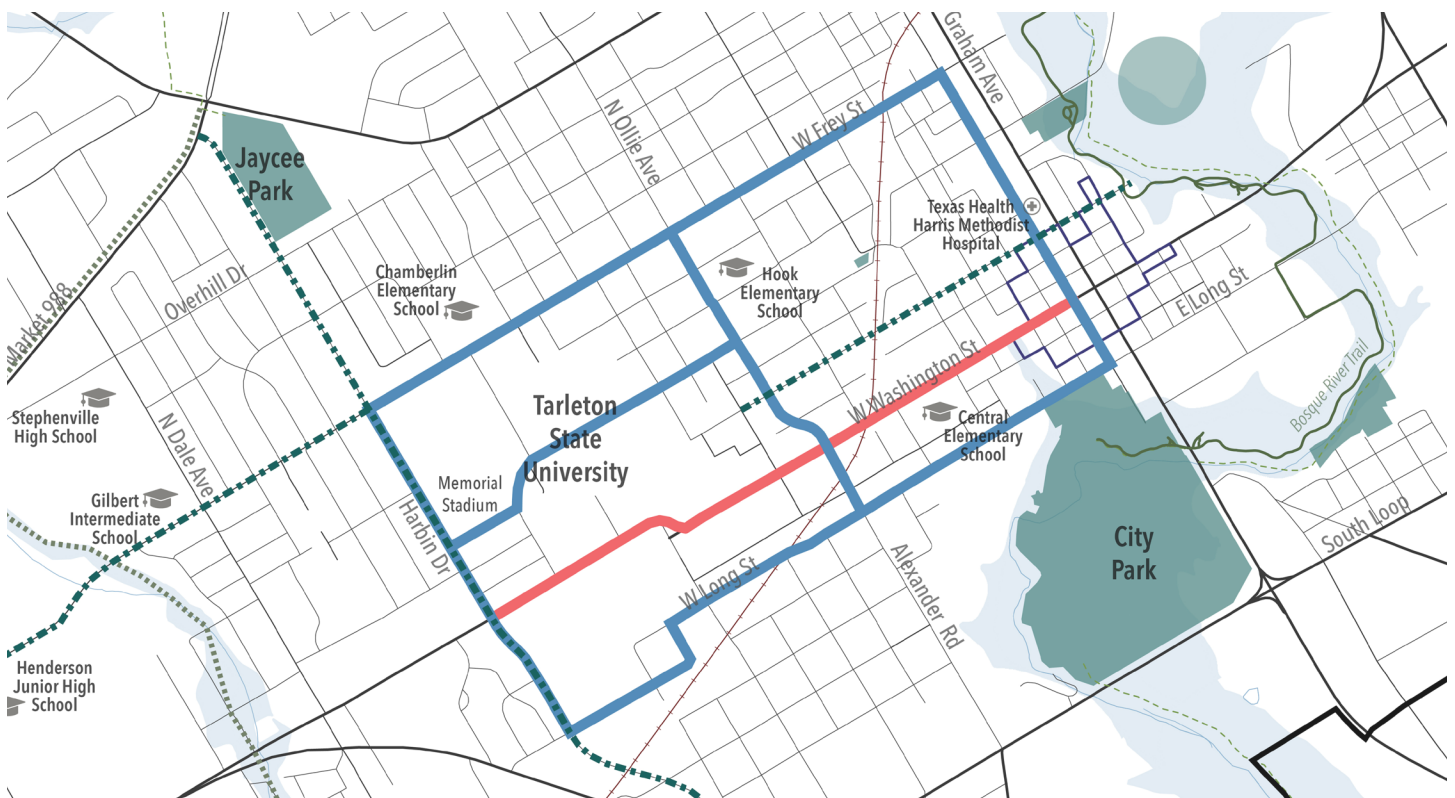 Graham Ave
N Ollie Ave
W Frey St
Jaycee
Park
Texas Health
Harris Methodist
Hospital
Chamberlin
Elementary
School
Hook
Elementary
School
Overhill Dr
E Long St
Market 988
W Washington St
Bosque River Trail
Stephenville
High School
N Dale Ave
Tarleton
State
University
Central
Elementary
School
Memorial
Stadium
Gilbert
Intermediate
School
Harbin Dr
City
Park
South Loop
W Long St
Alexander Rd
Henderson
Junior High
School